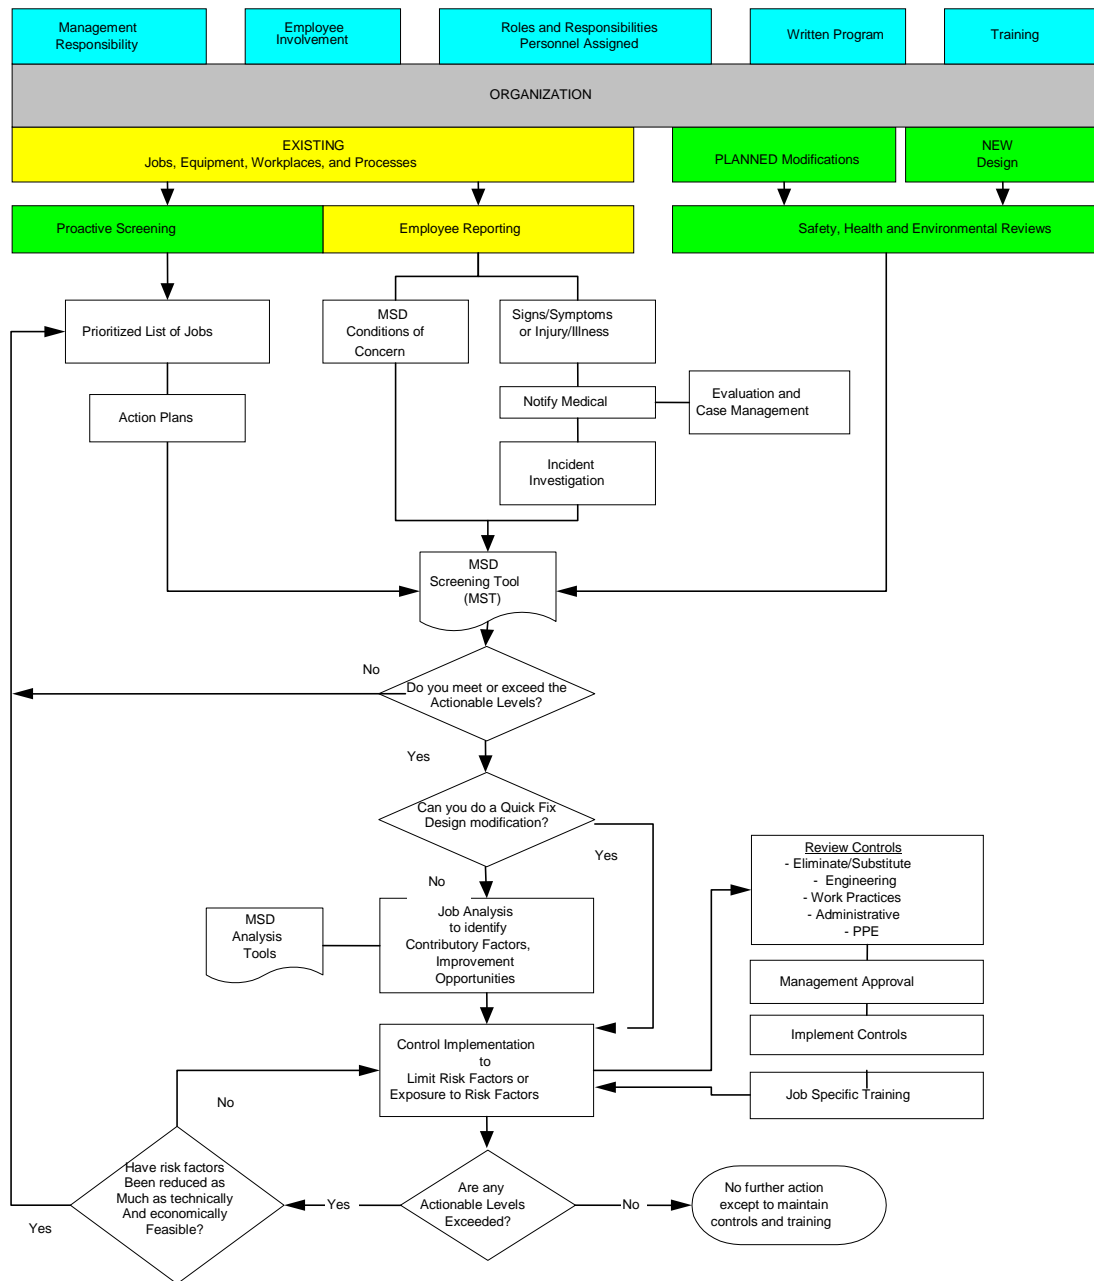 Management
Responsibility
Employee
Involvement
Roles and Responsibilities
Personnel Assigned
Written Program
Training
ORGANIZATION
EXISTING
Jobs, Equipment, Workplaces, and Processes
PLANNED Modifications
NEW
Design
Proactive Screening
Employee Reporting
Safety, Health and Environmental Reviews
Prioritized List of Jobs
MSD
Conditions of
Concern
Signs/Symptoms
or Injury/Illness
Action Plans
Notify Medical
Evaluation and
Case Management
Incident
Investigation
MSD
Screening Tool
(MST)
No
Do you meet or exceed the
Actionable Levels?
Yes
Can you do a Quick Fix
Design modification?
Yes
No
Review Controls
- Eliminate/Substitute
- Engineering
- Work Practices
- Administrative
- PPE
MSD
Analysis
Tools
Job Analysis
to identify
Contributory Factors,
Improvement
Opportunities
Management Approval
Implement Controls
Control Implementation
to
Limit Risk Factors or
Exposure to Risk Factors
Job Specific Training
No
Have risk factors
Been reduced as
Much as technically
And economically
Feasible?
Yes
Yes
Are any
Actionable Levels
Exceeded?
No
No further action
except to maintain
controls and training